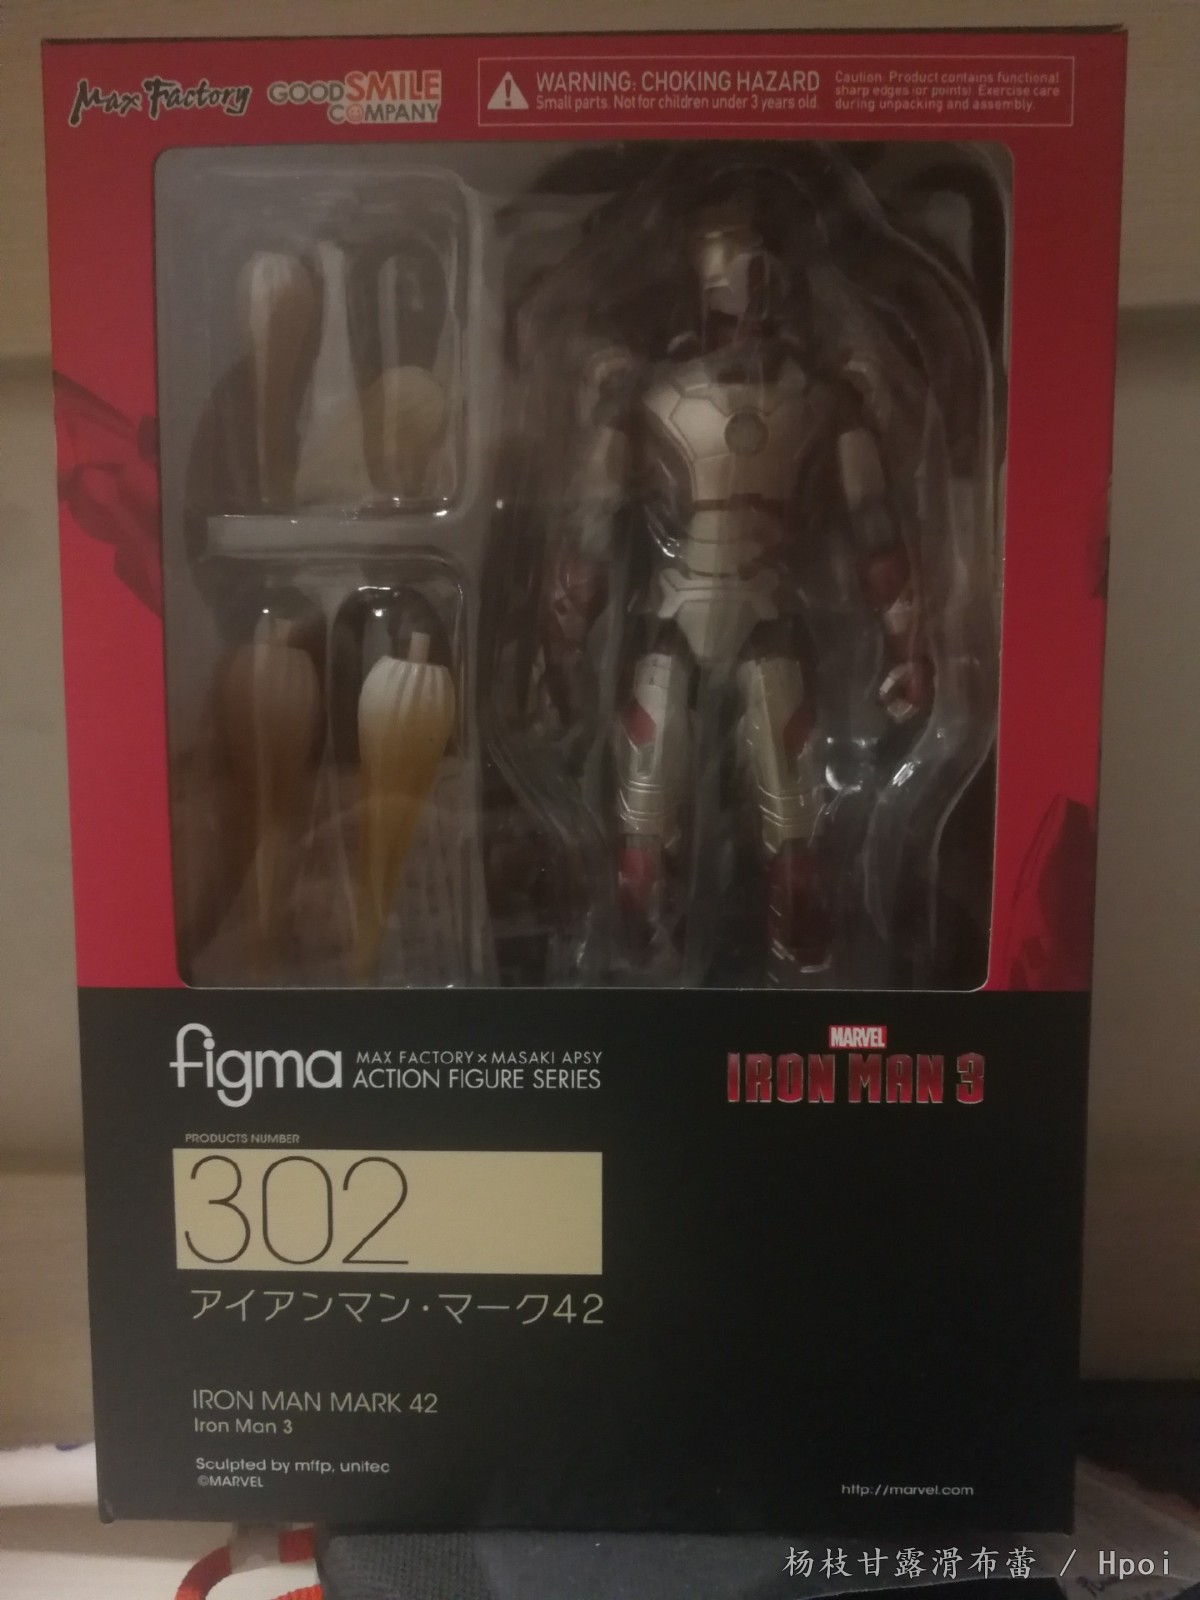 Max Factory
GOODSMILE
COMPANY
WARNING: CHOKING HAZARD
Small parts. Not for children under 3 years old.
Caution: Product contains functional
sharp edges (or points). Exercise care
during unpacking and assembly.
figma
MAX FACTORY×MASAKI APSY
ACTION FIGURE SERIES
MARVEL
IRON MAN 3
PRODUCTS NUMBER
302
アイアンマン・マーク42
IRON MAN MARK 42
Iron Man 3
Sculpted by mffp, unitec
©MARVEL
http://marvel.com
杨枝甘露滑布蕾 / Hpoi